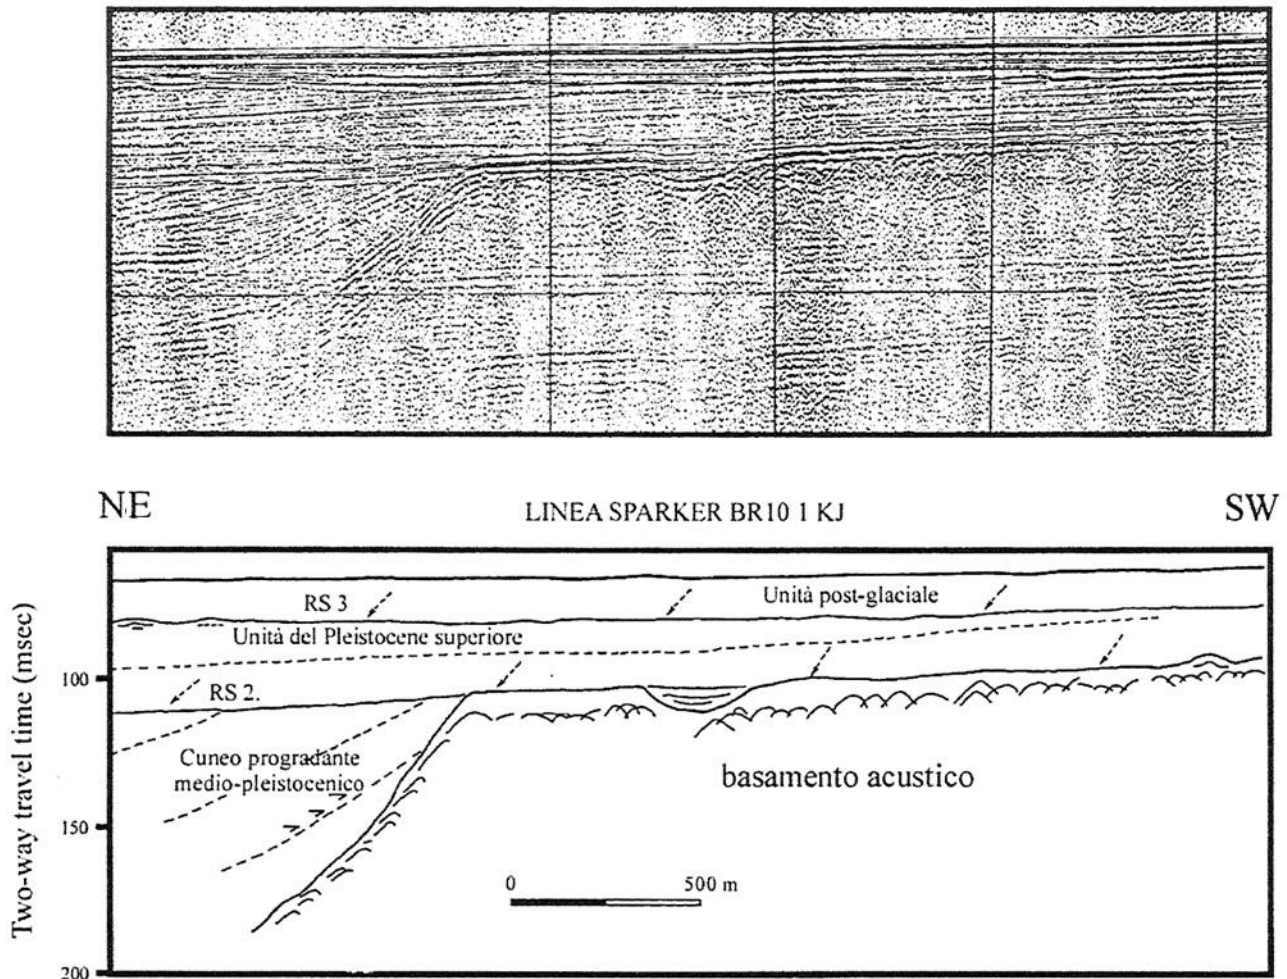 NE
LINEA SPARKER BR10 1 KJ
SW
Two-way travel time (msec)
RS 3
Unità post-glaciale
Unità del Pleistocene superiore
100
RS 2.
Cuneo progradante
medio-pleistocenico
basamento acustico
150
0
500 m
200